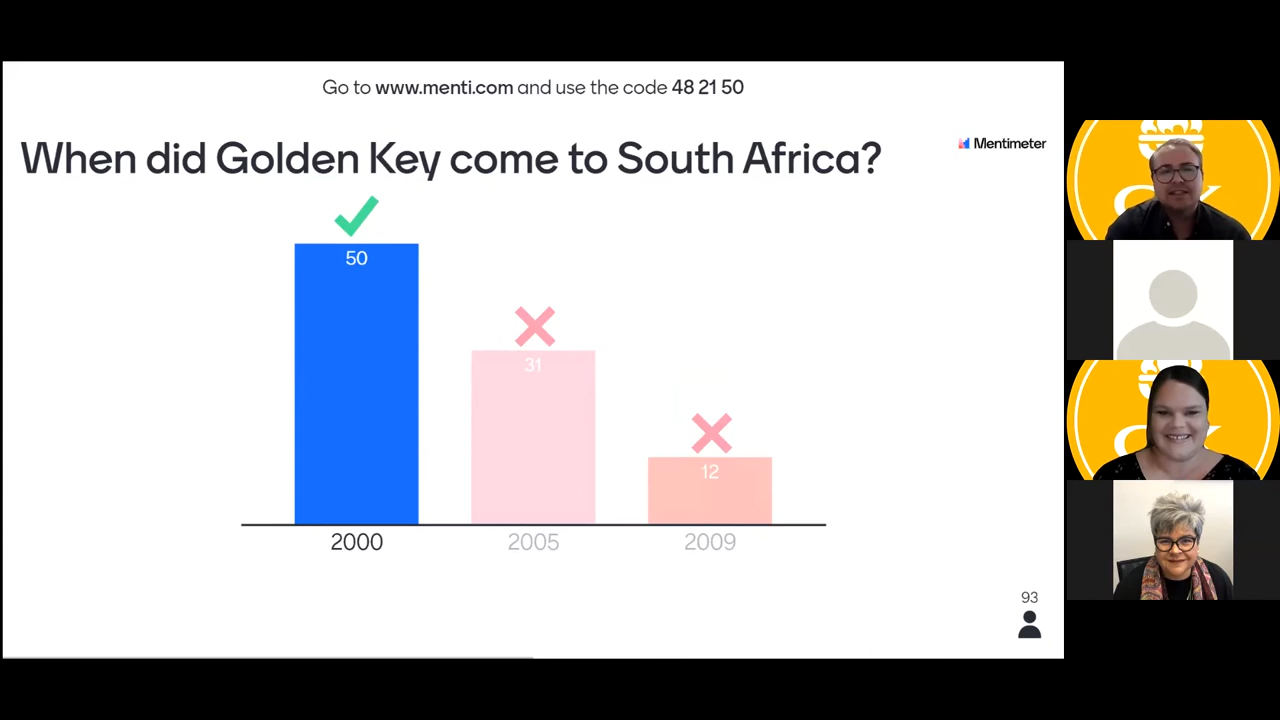 Go to www.menti.com and use the code 48 21 50
When did Golden Key come to South Africa?
Mentimeter
50
31
12
2000
2005
2009
93